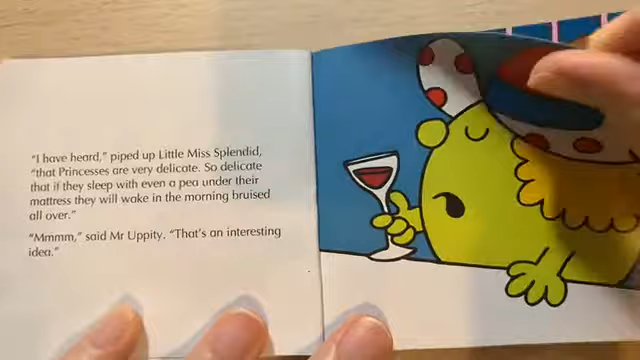 "I have heard," piped up Little Miss Splendid,
"that Princesses are very delicate. So delicate
that if they sleep with even a pea under their
mattress they will wake in the morning bruised
all over."
"Mmmm," said Mr Uppity. "That's an interesting
idea."